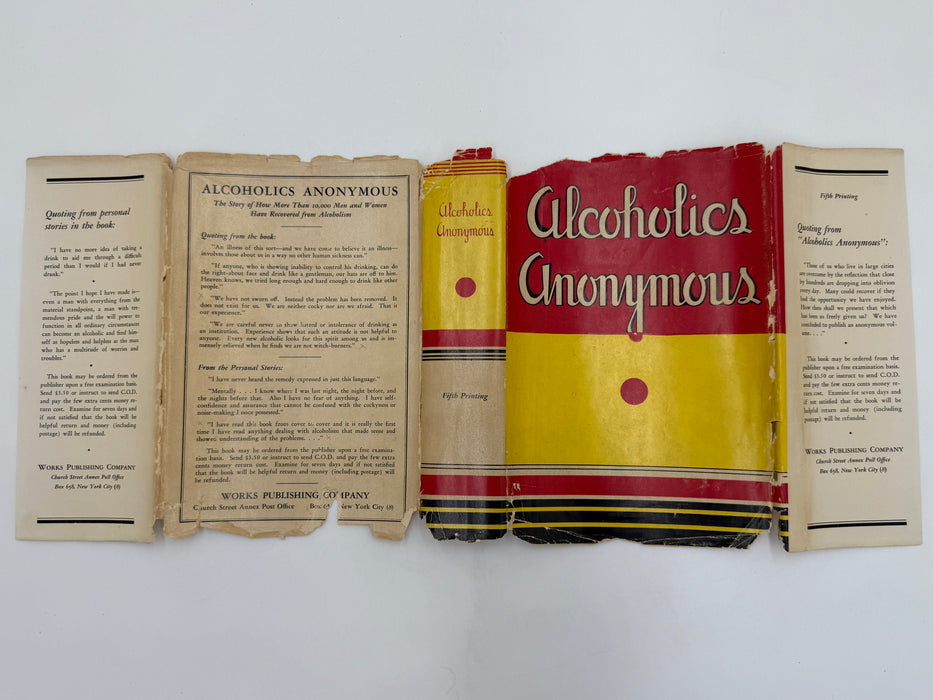 Quoting from personal
stories in the book:
"I have no more idea of taking a
drink to aid me through a difficult
period than I would if I had never
drunk."
"The point I hope I have made is—
even a man with everything from the
material standpoint, a man with tre-
mendous pride and the will power to
function in all ordinary circumstances
can become an alcoholic and find him-
self as hopeless and helpless as the man
who has a multitude of worries and
troubles."
This book may be ordered from the
publisher upon a free examination basis.
Send $3.50 or instruct to send C.O.D.
and pay the few extra cents money re-
turn cost. Examine for seven days and
if not satisfied that the book will be
helpful return and money (including
postage) will be refunded.
WORKS PUBLISHING COMPANY
Church Street Annex Post Office
Box 658, New York City (8)
ALCOHOLICS ANONYMOUS
The Story of How More Than 10,000 Men and Women
Have Recovered from Alcoholism
Quoting from the book:
"An illness of this sort—and we have come to believe it an illness—
involves those about us in a way no other human sickness can."
"If anyone, who is showing inability to control his drinking, can do
the right-about face and drink like a gentleman, our hats are off to him.
Heaven knows, we tried long enough and hard enough to drink like other
people."
"We have not sworn off. Instead the problem has been removed. It
does not exist for us. We are neither cocky nor are we afraid. That is
our experience."
"We are careful never to show hatred or intolerance of drinking as
an institution. Experience shows that such an attitude is not helpful to
anyone. Every new alcoholic looks for this spirit among us and is im-
mensely relieved when he finds we are not witch-burners."
From the Personal Stories:
"I have never heard the remedy expressed in just this language."
"Mentally . . . I know where I was last night, the night before, and
the nights before that. Also I have no fear of anything. I have self-
confidence and assurance that cannot be confused with the cockyness or
noise-making I once possessed."
"I have read this book from cover to cover and it is really the first
time I have read anything dealing with alcoholism that made sense and
showed understanding of the problems. . . ."
This book may be ordered from the publisher upon a free examina-
tion basis. Send $3.50 or instruct to send C.O.D. and pay the few extra
cents money return cost. Examine for seven days and if not satisfied
that the book will be helpful return and money (including postage) will
be refunded.
WORKS PUBLISHING COMPANY
Church Street Annex Post Office Box 6 New York City (8)
Alcoholics
Anonymous
Fifth Printing
Alcoholics
Anonymous
Fifth Printing
Quoting from
"Alcoholics Anonymous":
"Those of us who live in large cities
are overcome by the reflection that close
by hundreds are dropping into oblivion
every day. Many could recover if they
had the opportunity we have enjoyed.
How then shall we present that which
has been so freely given us? We have
concluded to publish an anonymous vol-
ume. . . ."
This book may be ordered from the
publisher upon a free examination basis.
Send $3.50 or instruct to send C.O.D.
and pay the few extra cents money re-
turn cost. Examine for seven days and
if not satisfied that the book will be
helpful return and money (including
postage) will be refunded.
WORKS PUBLISHING COMPANY
Church Street Annex Post Office
Box 658, New York City (8)